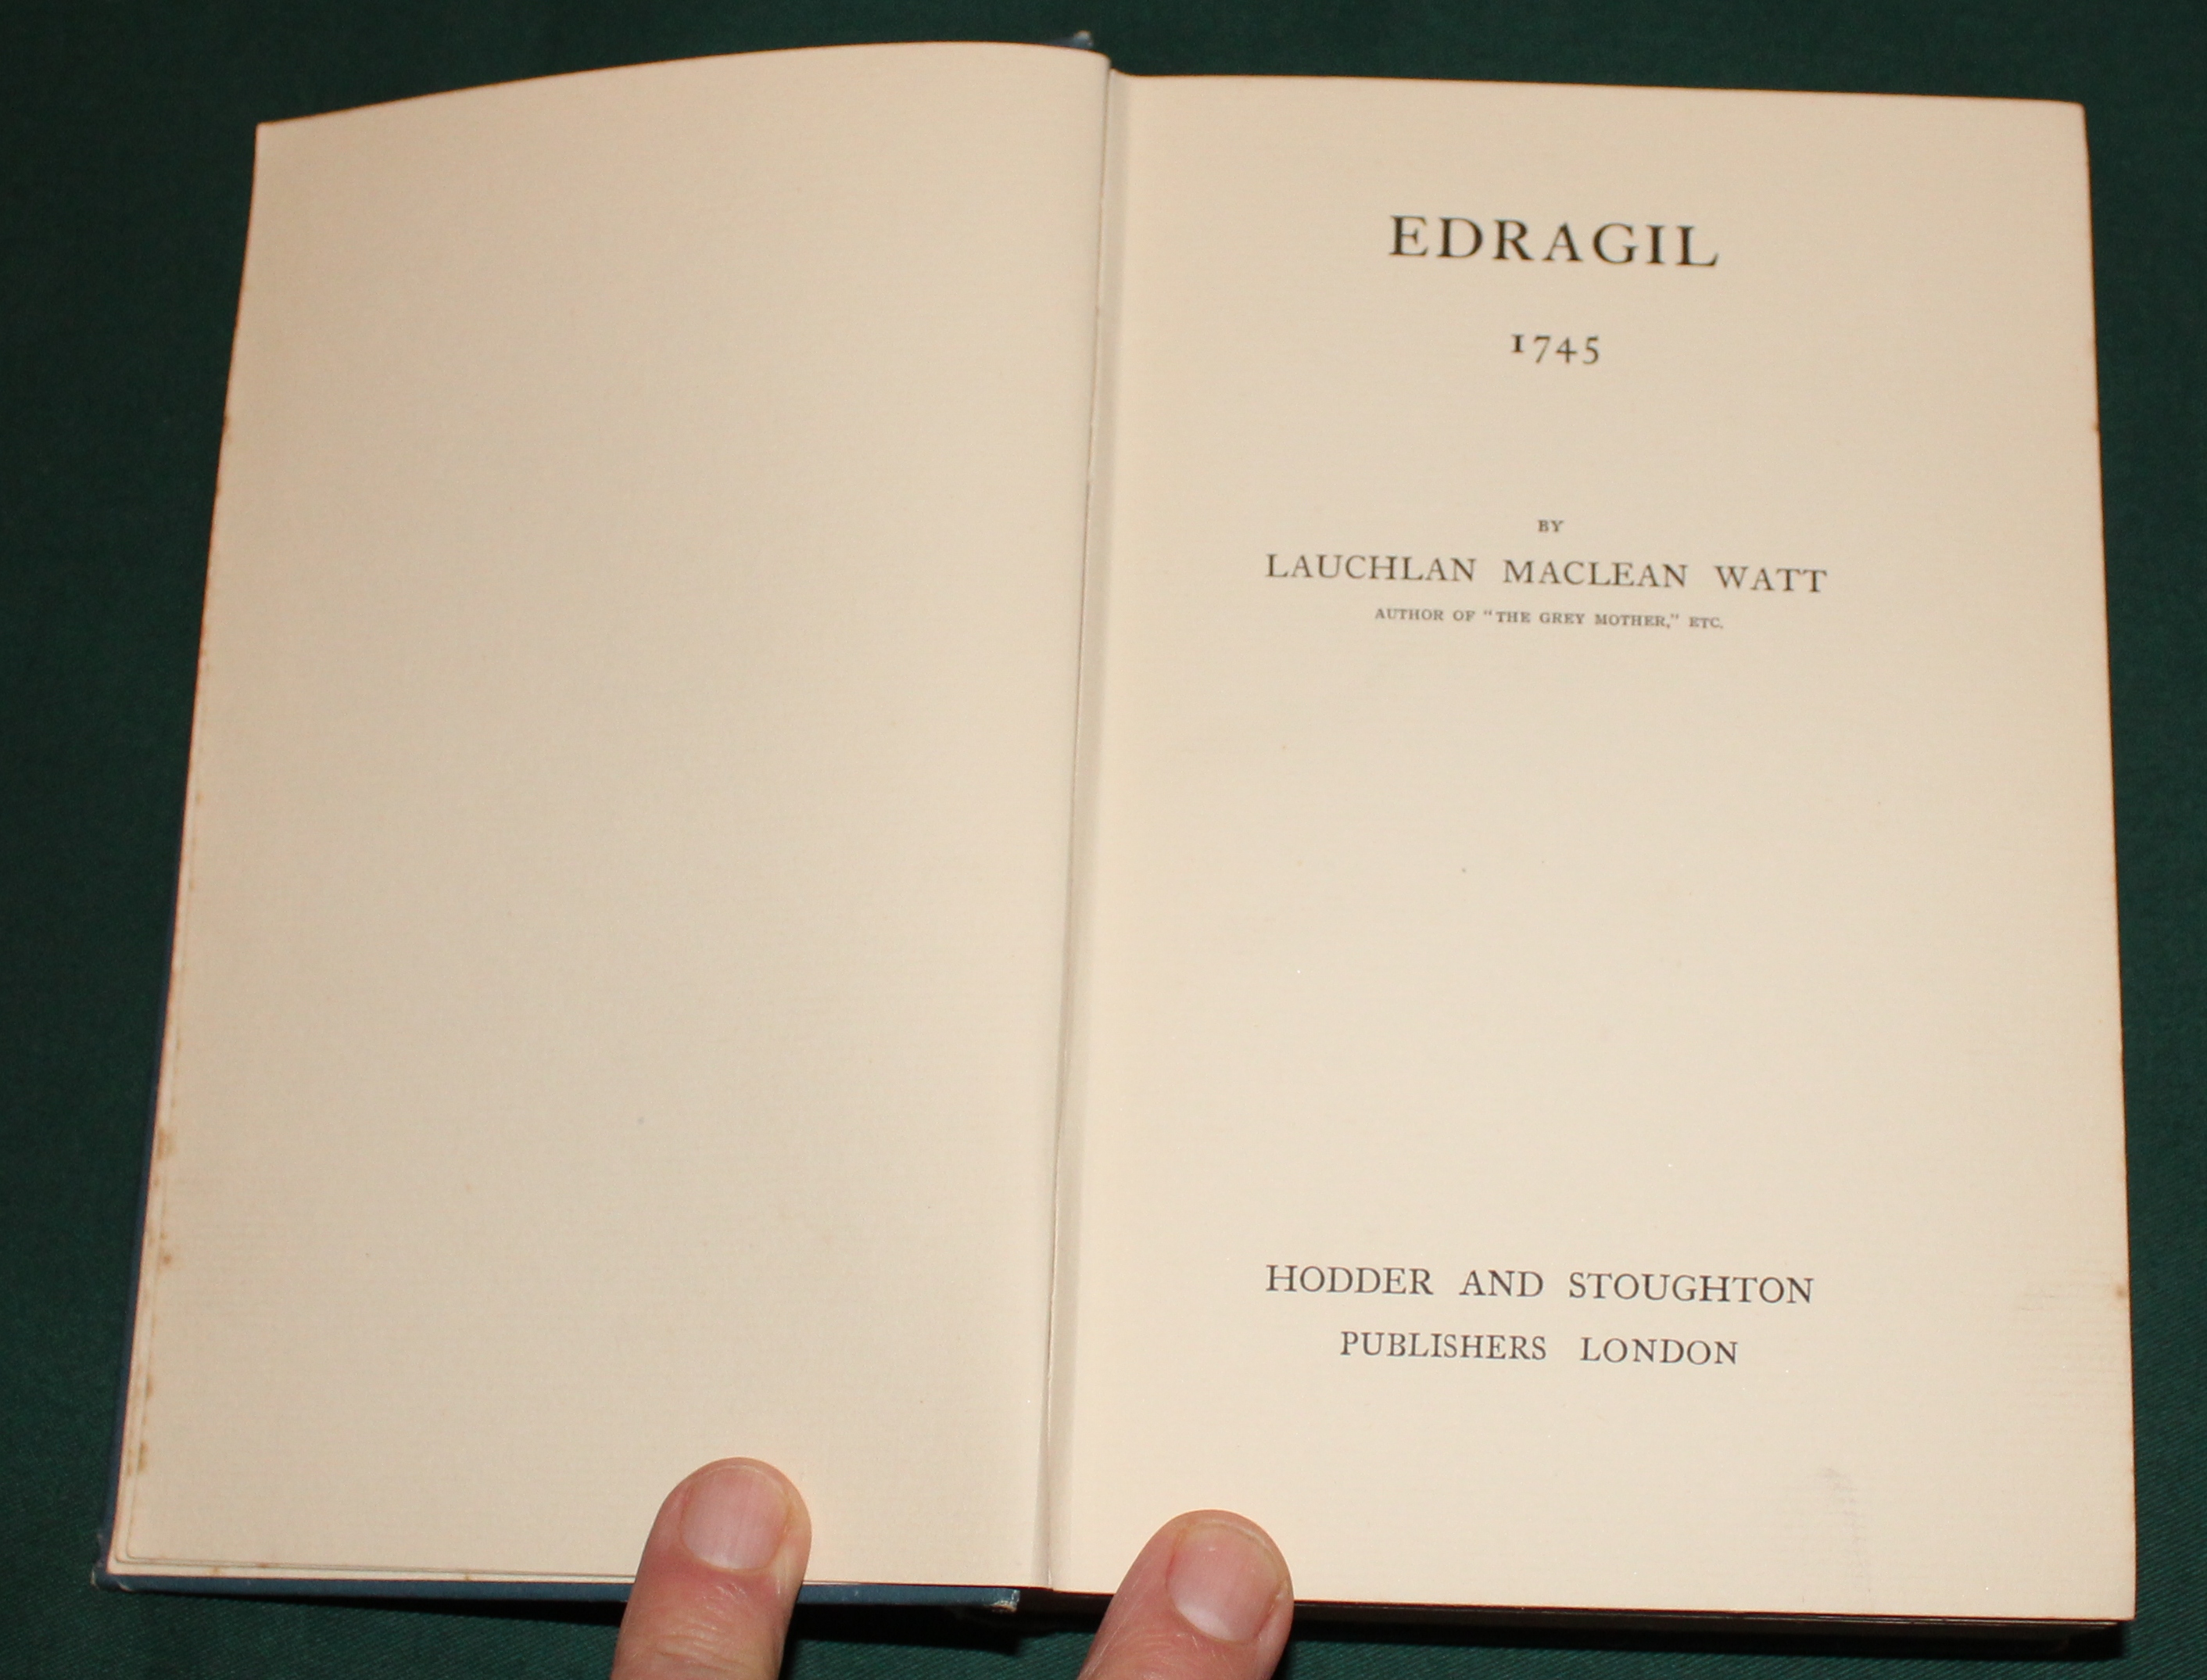 EDRAGIL
1745
BY
LAUCHLAN MACLEAN WATT
AUTHOR OF "THE GREY MOTHER," ETC.
HODDER AND STOUGHTON
PUBLISHERS LONDON